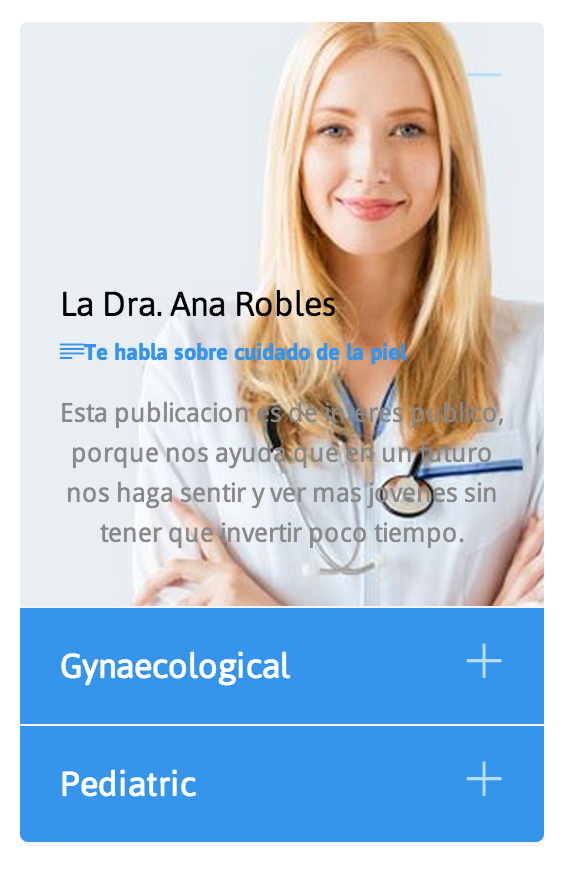 La Dra. Ana Robles
Te habla sobre cuidado de la piel
Esta publicacion es de interes publico,
porque nos ayuda que en un futuro
nos haga sentir y ver mas jovenes sin
tener que invertir poco tiempo.
Gynaecological
Pediatric